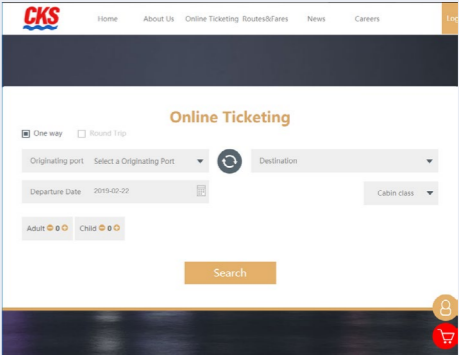 CKS
Home About Us Online Ticketing Routes&Fares News Careers Log
Online Ticketing
One way Round Trip
Originating port Select a Originating Port Destination
Departure Date 2019-02-22 Cabin class
Adult 0 Child 0
Search